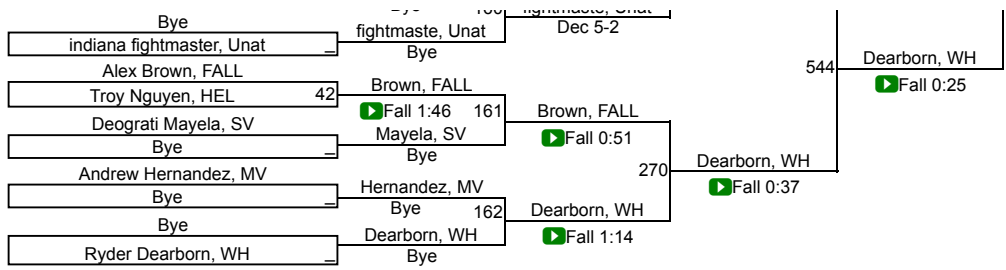 Bye
indiana fightmaster, Unat _
Alex Brown, FALL
Troy Nguyen, HEL 42
Deograti Mayela, SV
Bye _
Andrew Hernandez, MV
Bye _
Bye
Ryder Dearborn, WH _
fightmaste, Unat
Bye
Brown, FALL
Fall 1:46 161
Mayela, SV
Bye
Hernandez, MV
Bye 162
Dearborn, WH
Bye
Dec 5-2
Brown, FALL
Fall 0:51
270
Dearborn, WH
Fall 1:14
Dearborn, WH
Fall 0:37
544
Dearborn, WH
Fall 0:25